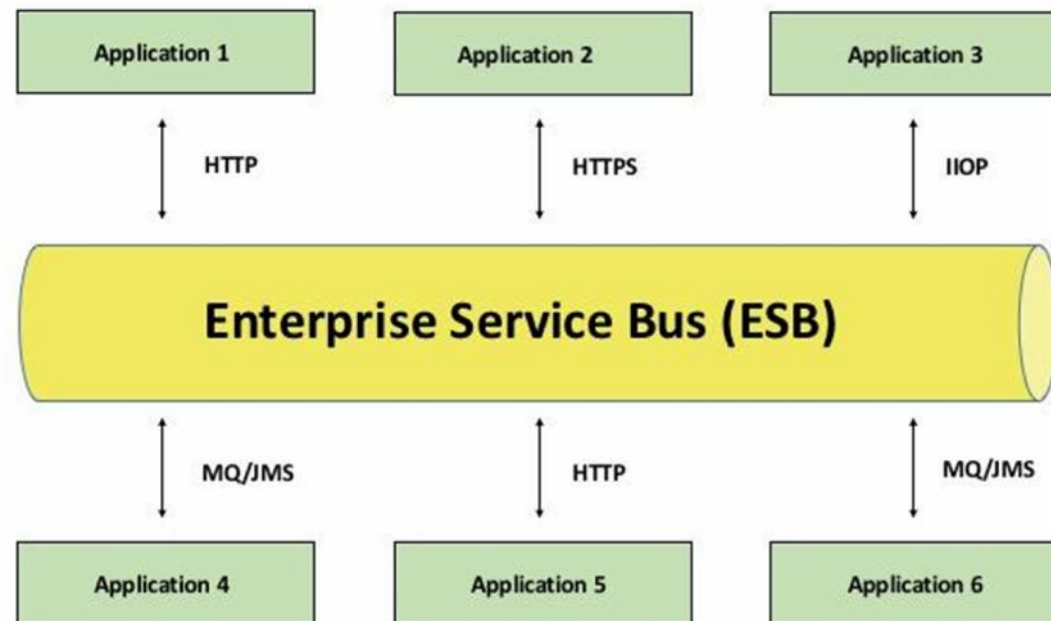 Application 1
Application 2
Application 3
HTTP
HTTPS
IIOP
Enterprise Service Bus (ESB)
MQ/JMS
HTTP
MQ/JMS
Application 4
Application 5
Application 6